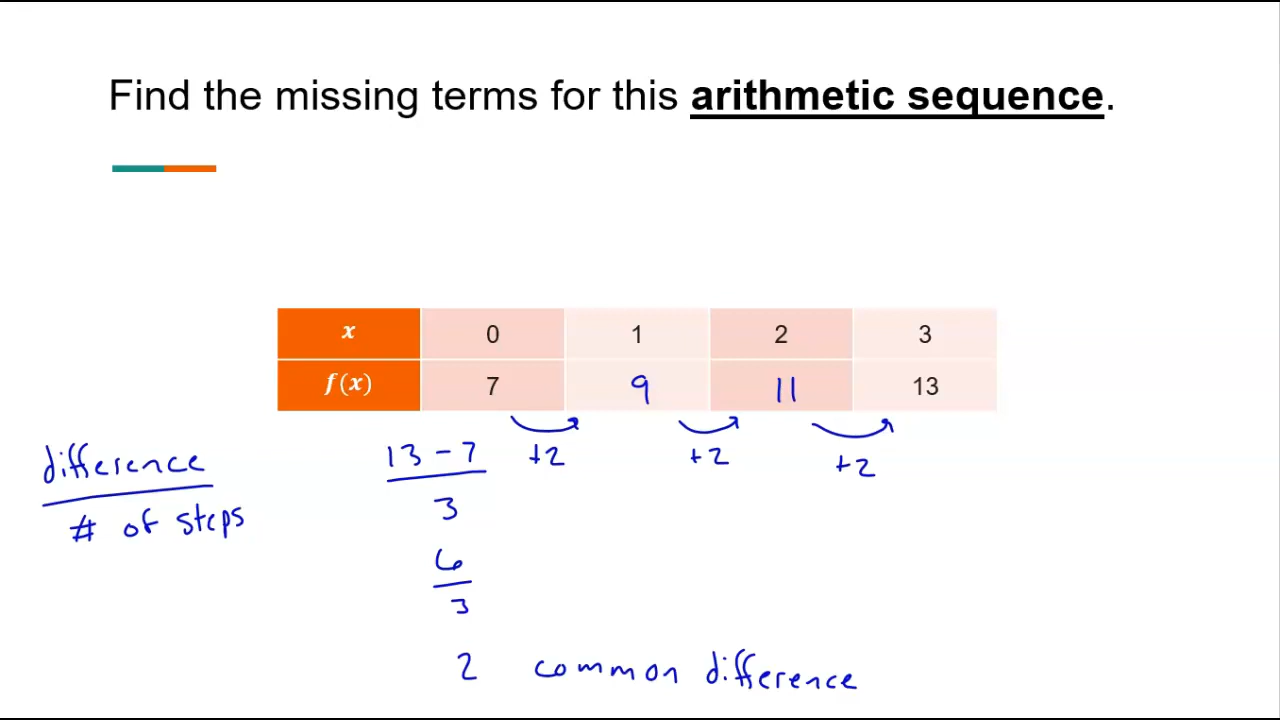 Find the missing terms for this arithmetic sequence.
x 0 1 2 3
f(x) 7 9 11 13
+2 +2 +2
difference
# of steps
13 - 7
3
6
3
2 common difference